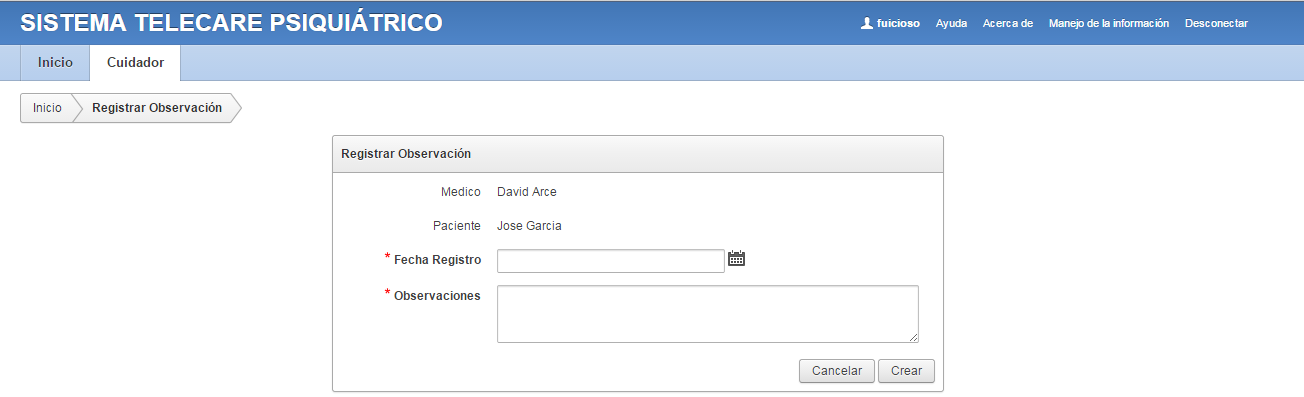 SISTEMA TELECARE PSIQUIÁTRICO
fuicioso Ayuda Acerca de Manejo de la información Desconectar
Inicio Cuidador
Inicio Registrar Observación
Registrar Observación
Medico David Arce
Paciente Jose Garcia
* Fecha Registro
* Observaciones
Cancelar Crear